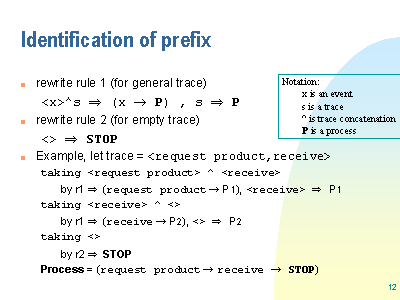 Identification of prefix
rewrite rule 1 (for general trace)
<x>^s ⇒ (x → P) , s ⇒ P
rewrite rule 2 (for empty trace)
<> ⇒ STOP
Example, let trace = <request product,receive>
taking <request product> ^ <receive>
by r1 ⇒ (request product → P1), <receive> ⇒ P1
taking <receive> ^ <>
by r1 ⇒ (receive → P2), <> ⇒ P2
taking <>
by r2 ⇒ STOP
Process = (request product → receive → STOP)
Notation:
x is an event
s is a trace
^ is trace concatenation
P is a process
12